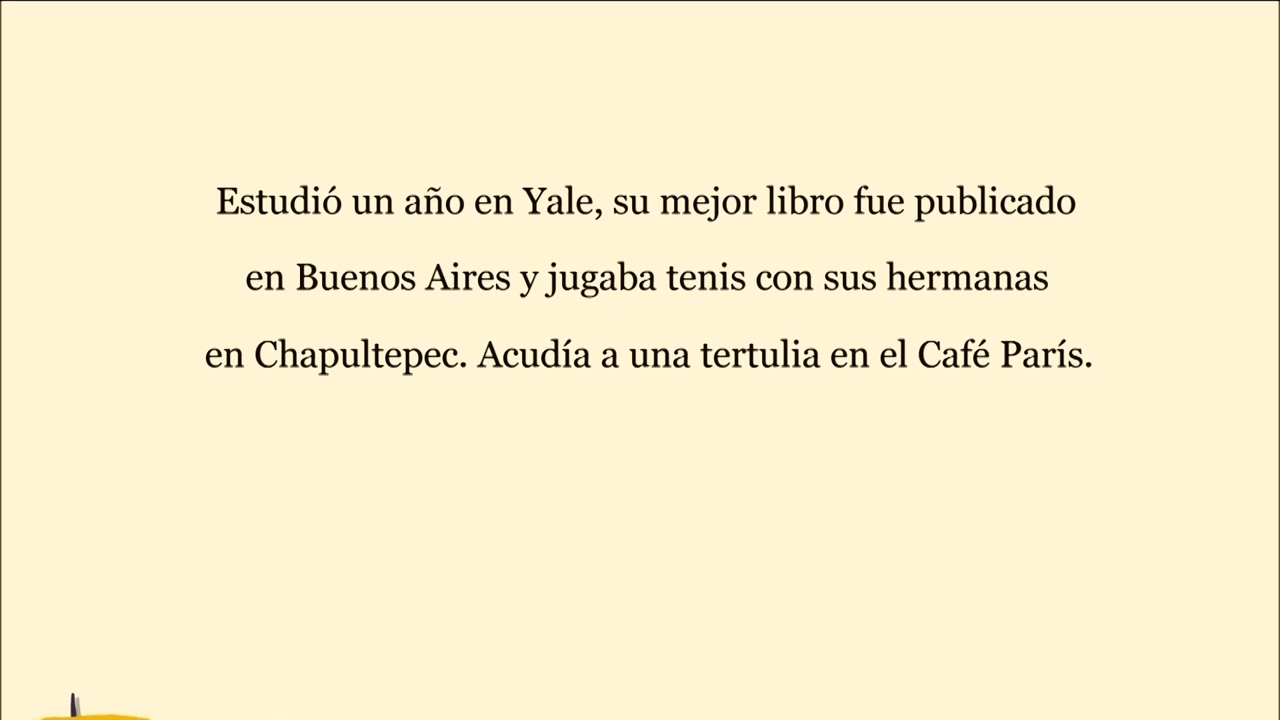 Estudió un año en Yale, su mejor libro fue publicado
en Buenos Aires y jugaba tenis con sus hermanas
en Chapultepec. Acudía a una tertulia en el Café París.